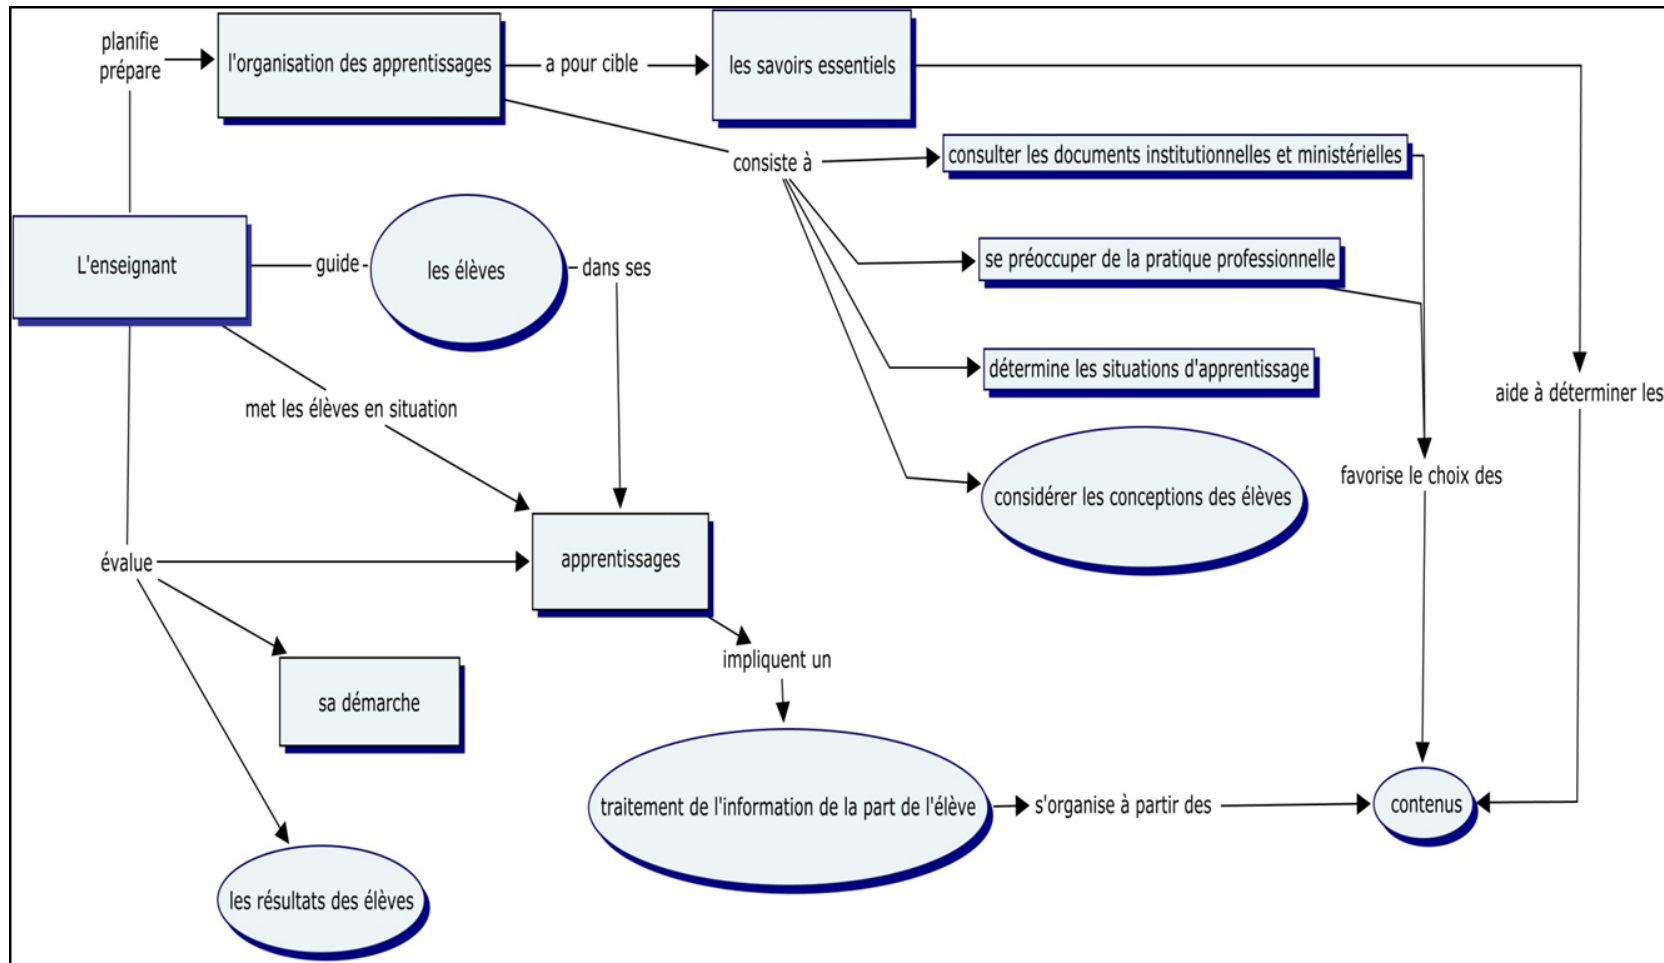 planifie
prépare
l'organisation des apprentissages
a pour cible
les savoirs essentiels
consiste à
consulter les documents institutionnelles et ministérielles
L'enseignant
guide
les élèves
dans ses
se préoccuper de la pratique professionnelle
détermine les situations d'apprentissage
aide à déterminer les
met les élèves en situation
considérer les conceptions des élèves
favorise le choix des
évalue
apprentissages
impliquent un
sa démarche
traitement de l'information de la part de l'élève
s'organise à partir des
contenus
les résultats des élèves